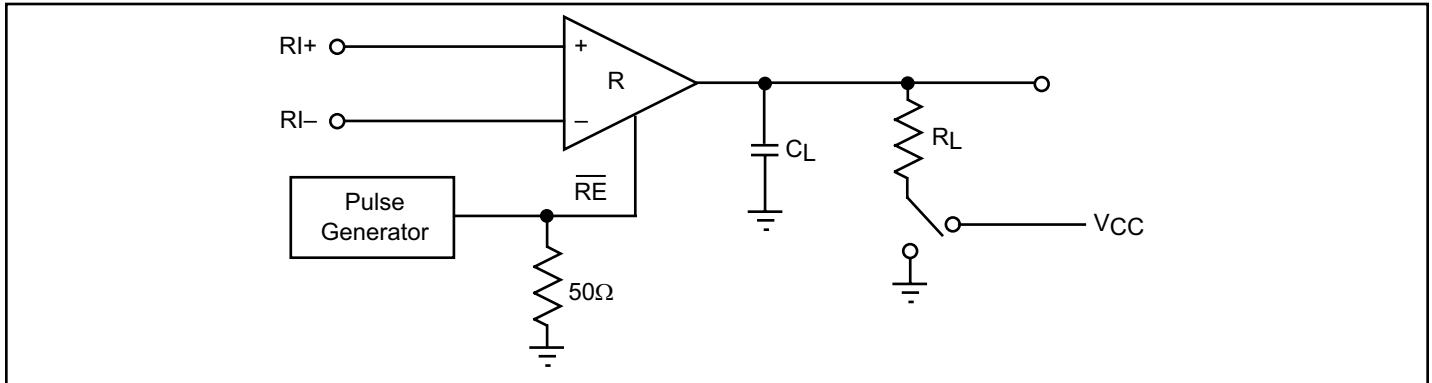 RI+
+
R
RI–
–
RL
CL
RE
Pulse
Generator
VCC
50Ω